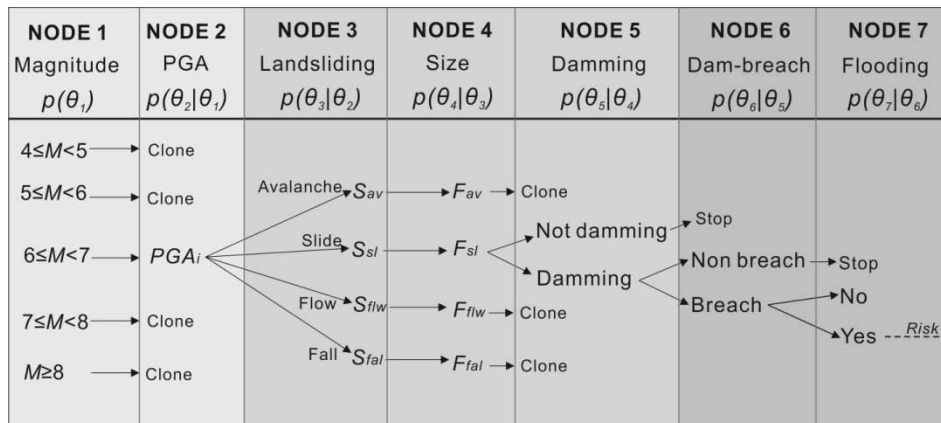 NODE 1 NODE 2 NODE 3 NODE 4 NODE 5 NODE 6 NODE 7
Magnitude PGA Landsliding Size Damming Dam-breach Flooding
p(θ₁) p(θ₂|θ₁) p(θ₃|θ₂) p(θ₄|θ₃) p(θ₅|θ₄) p(θ₆|θ₅) p(θ₇|θ₆)
4≤M<5 Clone
5≤M<6 Clone Avalanche Sav Fav Clone
Not damming Stop
6≤M<7 PGAi Slide Ssl Fsl
Damming Non breach Stop
Flow Sflw Fflw Clone Breach No
7≤M<8 Clone
Yes Risk
Fall Sfal Ffal Clone
M≥8 Clone